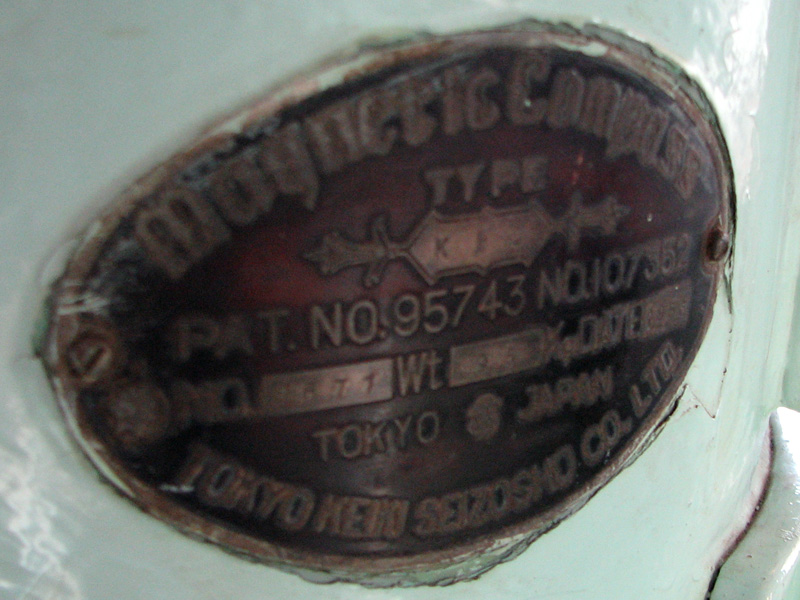 Magnetic Compass
TYPE
PAT. NO. 95743 NO. 107352
NO. Wt Kg DATE
TOKYO JAPAN
TOKYO KEIKI SEIZOSHO CO. LTD.